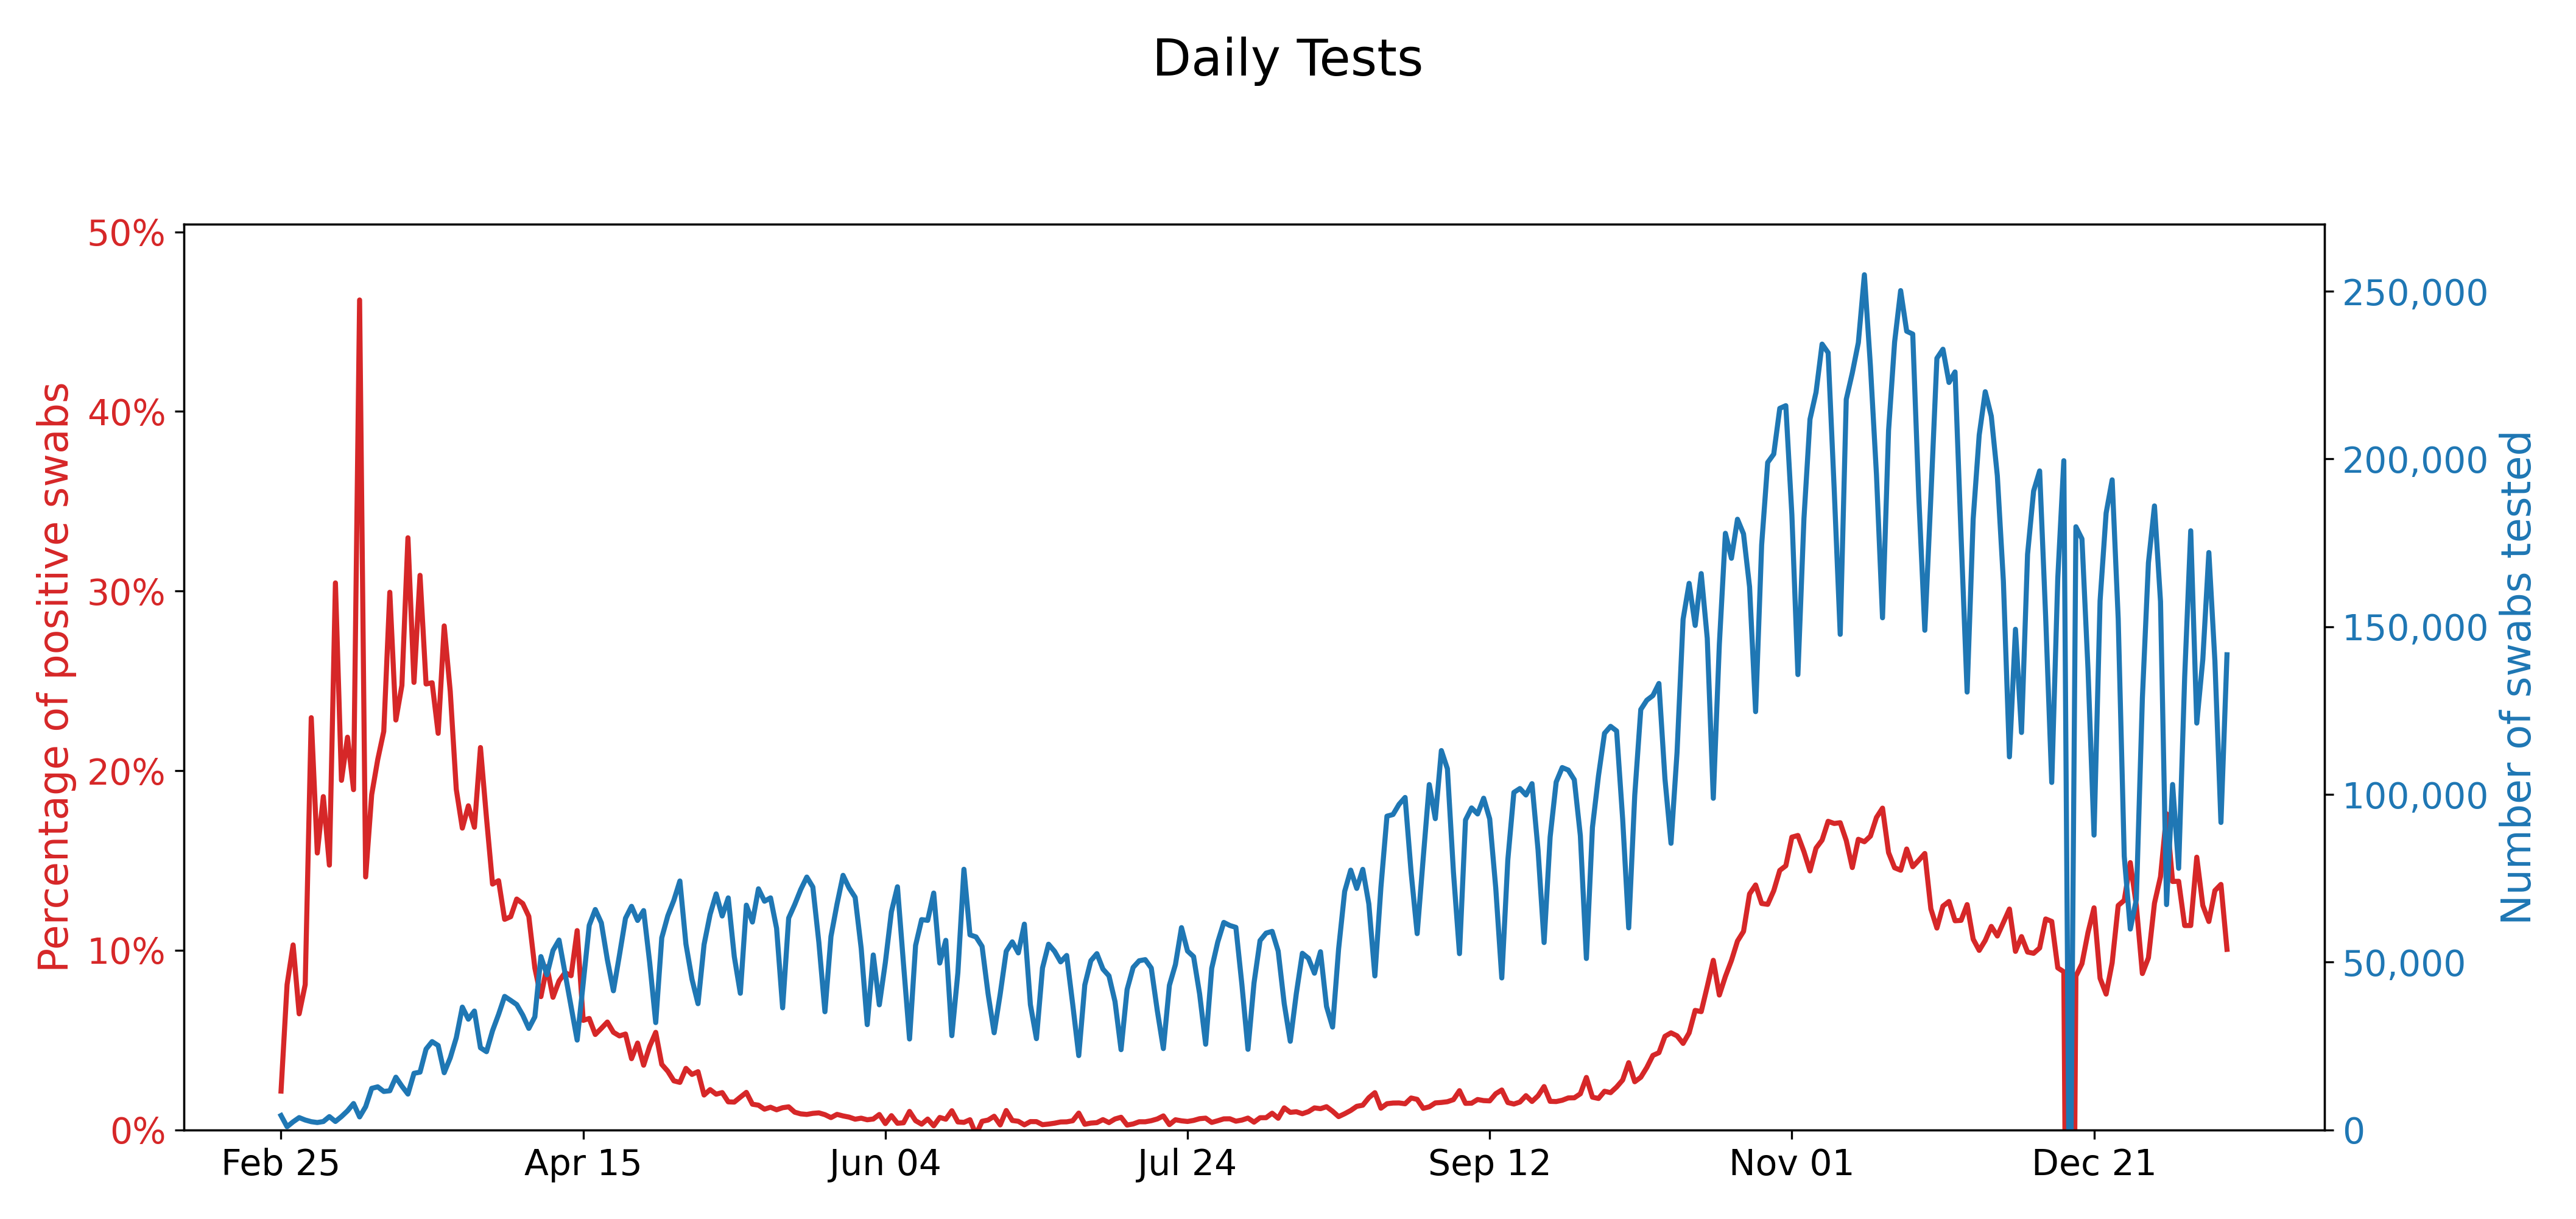 Daily Tests
Percentage of positive swabs
50%
40%
30%
20%
10%
0%
250,000
200,000
150,000
100,000
50,000
0
Number of swabs tested
Feb 25
Apr 15
Jun 04
Jul 24
Sep 12
Nov 01
Dec 21